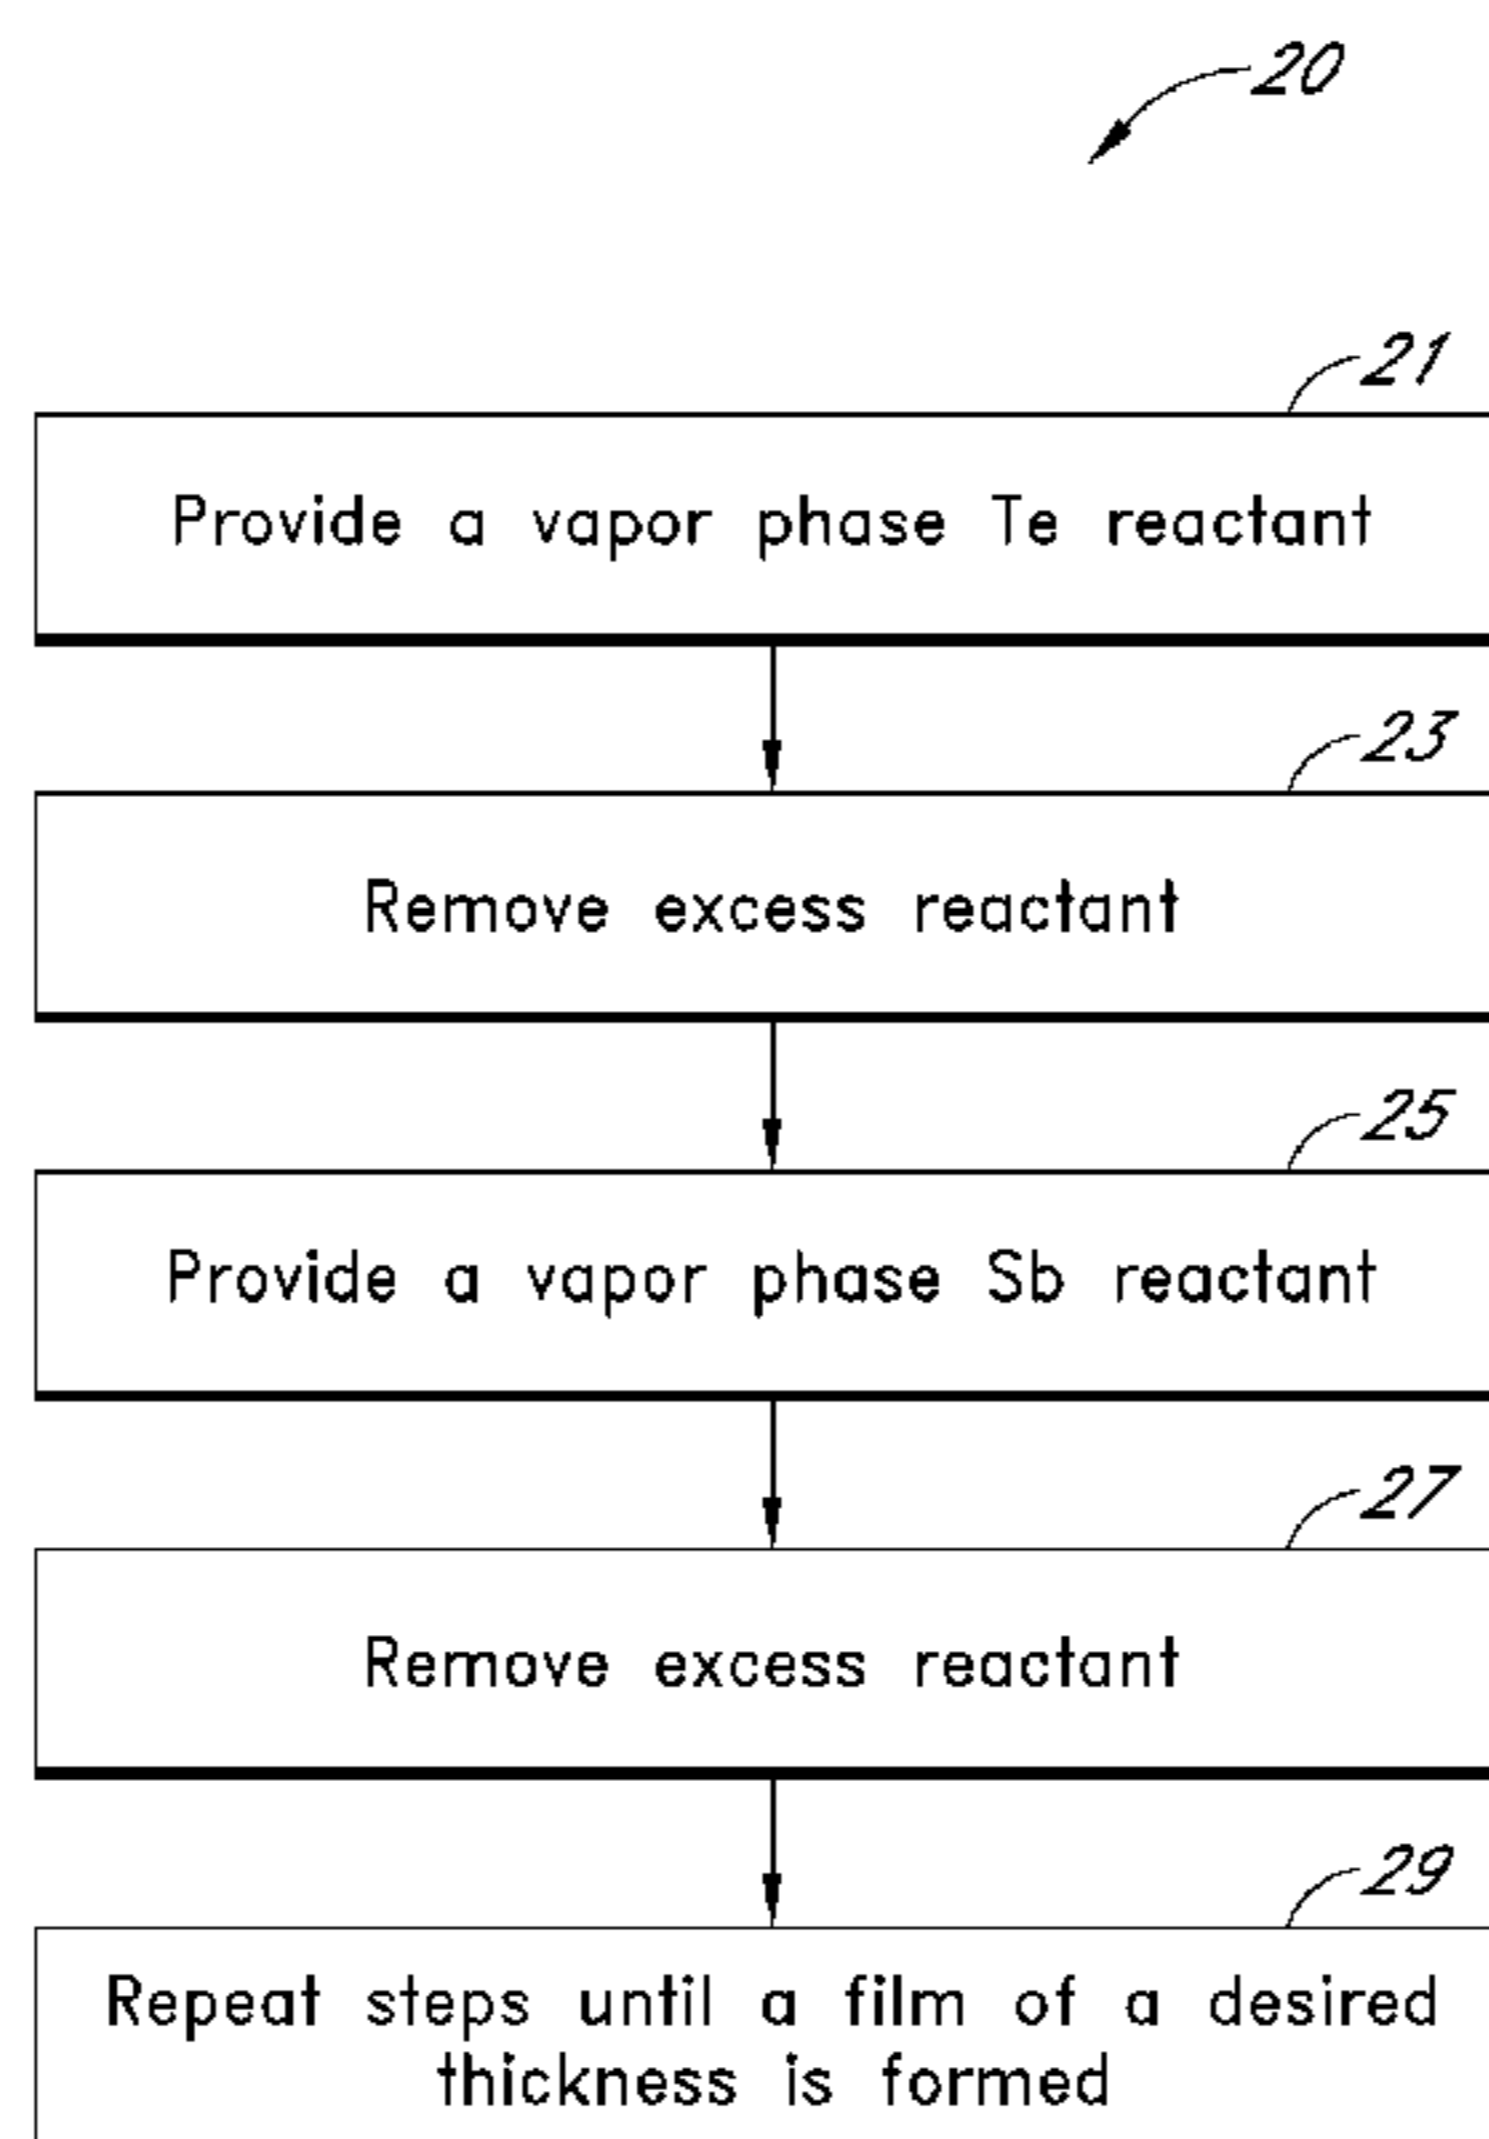 20
21
Provide a vapor phase Te reactant
23
Remove excess reactant
25
Provide a vapor phase Sb reactant
27
Remove excess reactant
29
Repeat steps until a film of a desired
thickness is formed